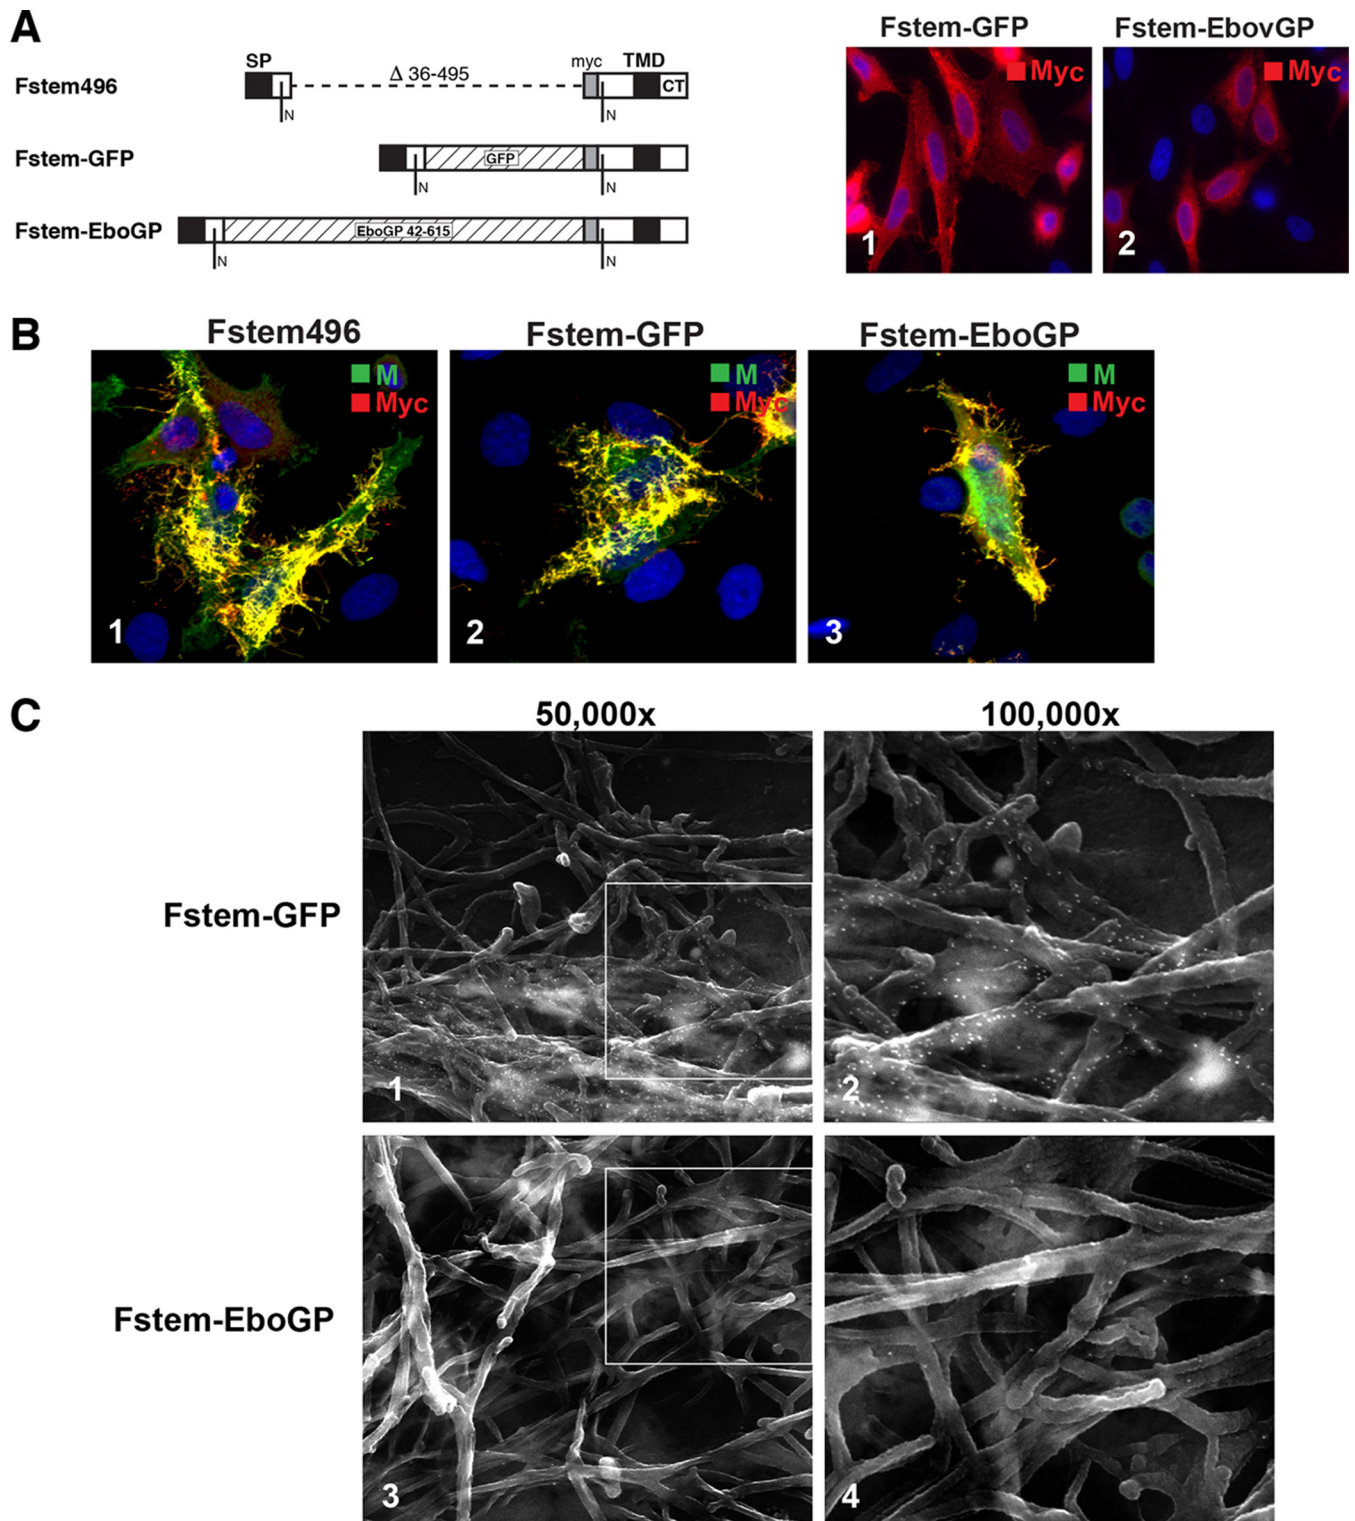 A
SP
myc
TMD
Fstem496
Δ 36-495
CT
N
N
Fstem-GFP
GFP
N
N
Fstem-EboGP
EboGP 42-615
N
N
Fstem-GFP
Fstem-EbovGP
Myc
Myc
1
2
B
Fstem496
Fstem-GFP
Fstem-EboGP
M
Myc
M
Myc
M
Myc
1
2
3
C
50,000x
100,000x
Fstem-GFP
1
2
Fstem-EboGP
3
4